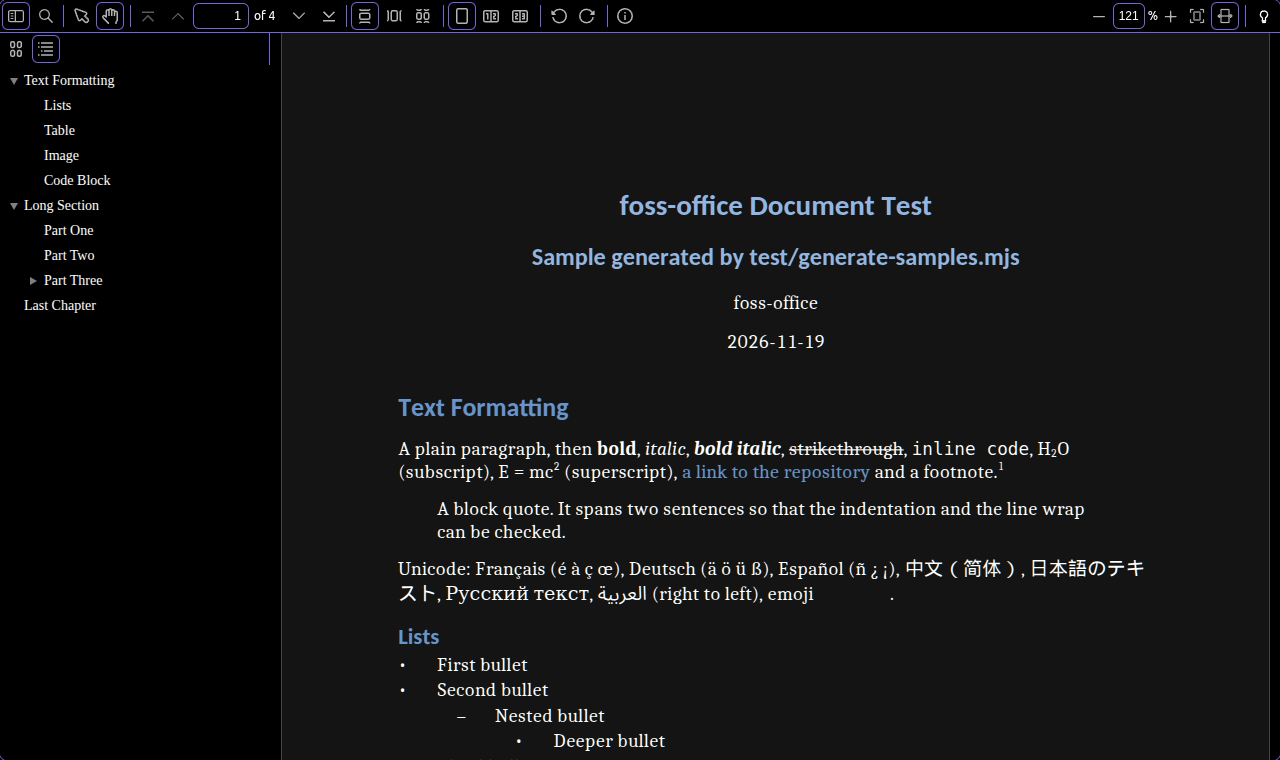 1 of 4
121 %
Text Formatting
Lists
Table
Image
Code Block
Long Section
Part One
Part Two
Part Three
Last Chapter
foss-office Document Test
Sample generated by test/generate-samples.mjs
foss-office
2026-11-19
Text Formatting
A plain paragraph, then bold, italic, bold italic, strikethrough, inline code, H₂O
(subscript), E = mc² (superscript), a link to the repository and a footnote.¹
A block quote. It spans two sentences so that the indentation and the line wrap
can be checked.
Unicode: Français (é à ç œ), Deutsch (ä ö ü ß), Español (ñ ¿ ¡), 中文（简体）, 日本語のテキ
スト, Русский текст, العربية (right to left), emoji .
Lists
• First bullet
• Second bullet
– Nested bullet
• Deeper bullet